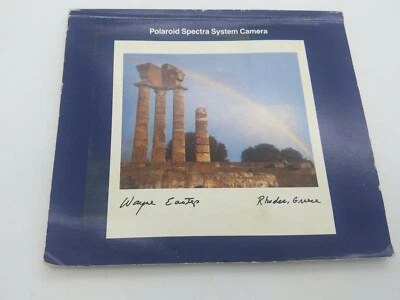 Polaroid Spectra System Camera
Wayne Eastep Rhodes, Greece